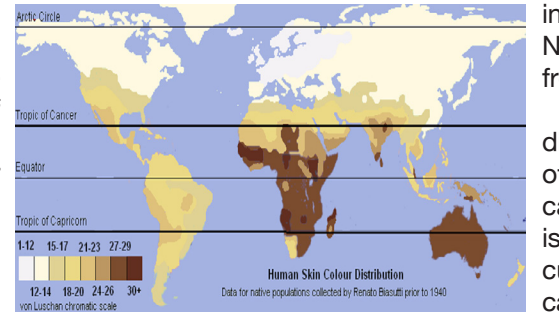 Arctic Circle
Tropic of Cancer
Equator
Tropic of Capricorn
1-12 15-17 21-23 27-29
12-14 18-20 24-26 30+
von Luschan chromatic scale
Human Skin Colour Distribution
Data for native populations collected by Renato Biasutti prior to 1940
in
N
fr
d
of
ca
is
cu
ca